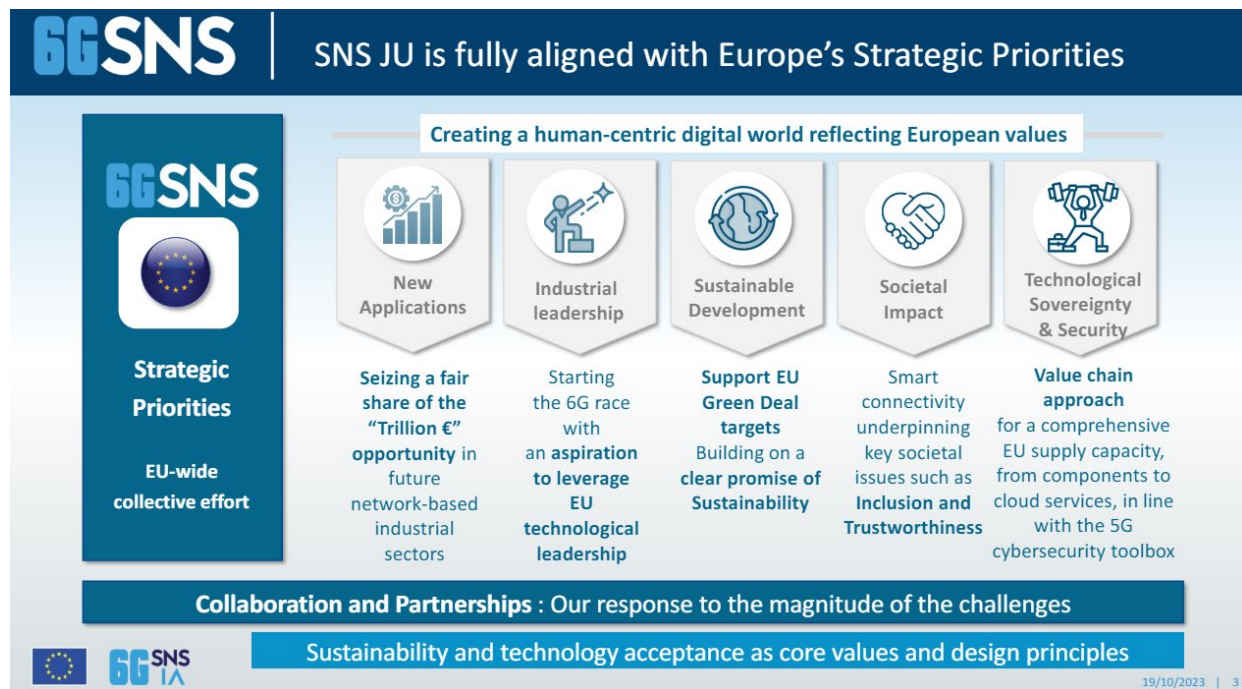 6GSNS
SNS JU is fully aligned with Europe's Strategic Priorities
6GSNS
Strategic
Priorities
EU-wide
collective effort
Creating a human-centric digital world reflecting European values
New
Applications
Seizing a fair
share of the
“Trillion €”
opportunity in
future
network-based
industrial
sectors
Industrial
leadership
Starting
the 6G race
with
an aspiration
to leverage
EU
technological
leadership
Sustainable
Development
Support EU
Green Deal
targets
Building on a
clear promise of
Sustainability
Societal
Impact
Smart
connectivity
underpinning
key societal
issues such as
Inclusion and
Trustworthiness
Technological
Sovereignty
& Security
Value chain
approach
for a comprehensive
EU supply capacity,
from components to
cloud services, in line
with the 5G
cybersecurity toolbox
Collaboration and Partnerships : Our response to the magnitude of the challenges
Sustainability and technology acceptance as core values and design principles
6G SNS
IA
19/10/2023 | 3